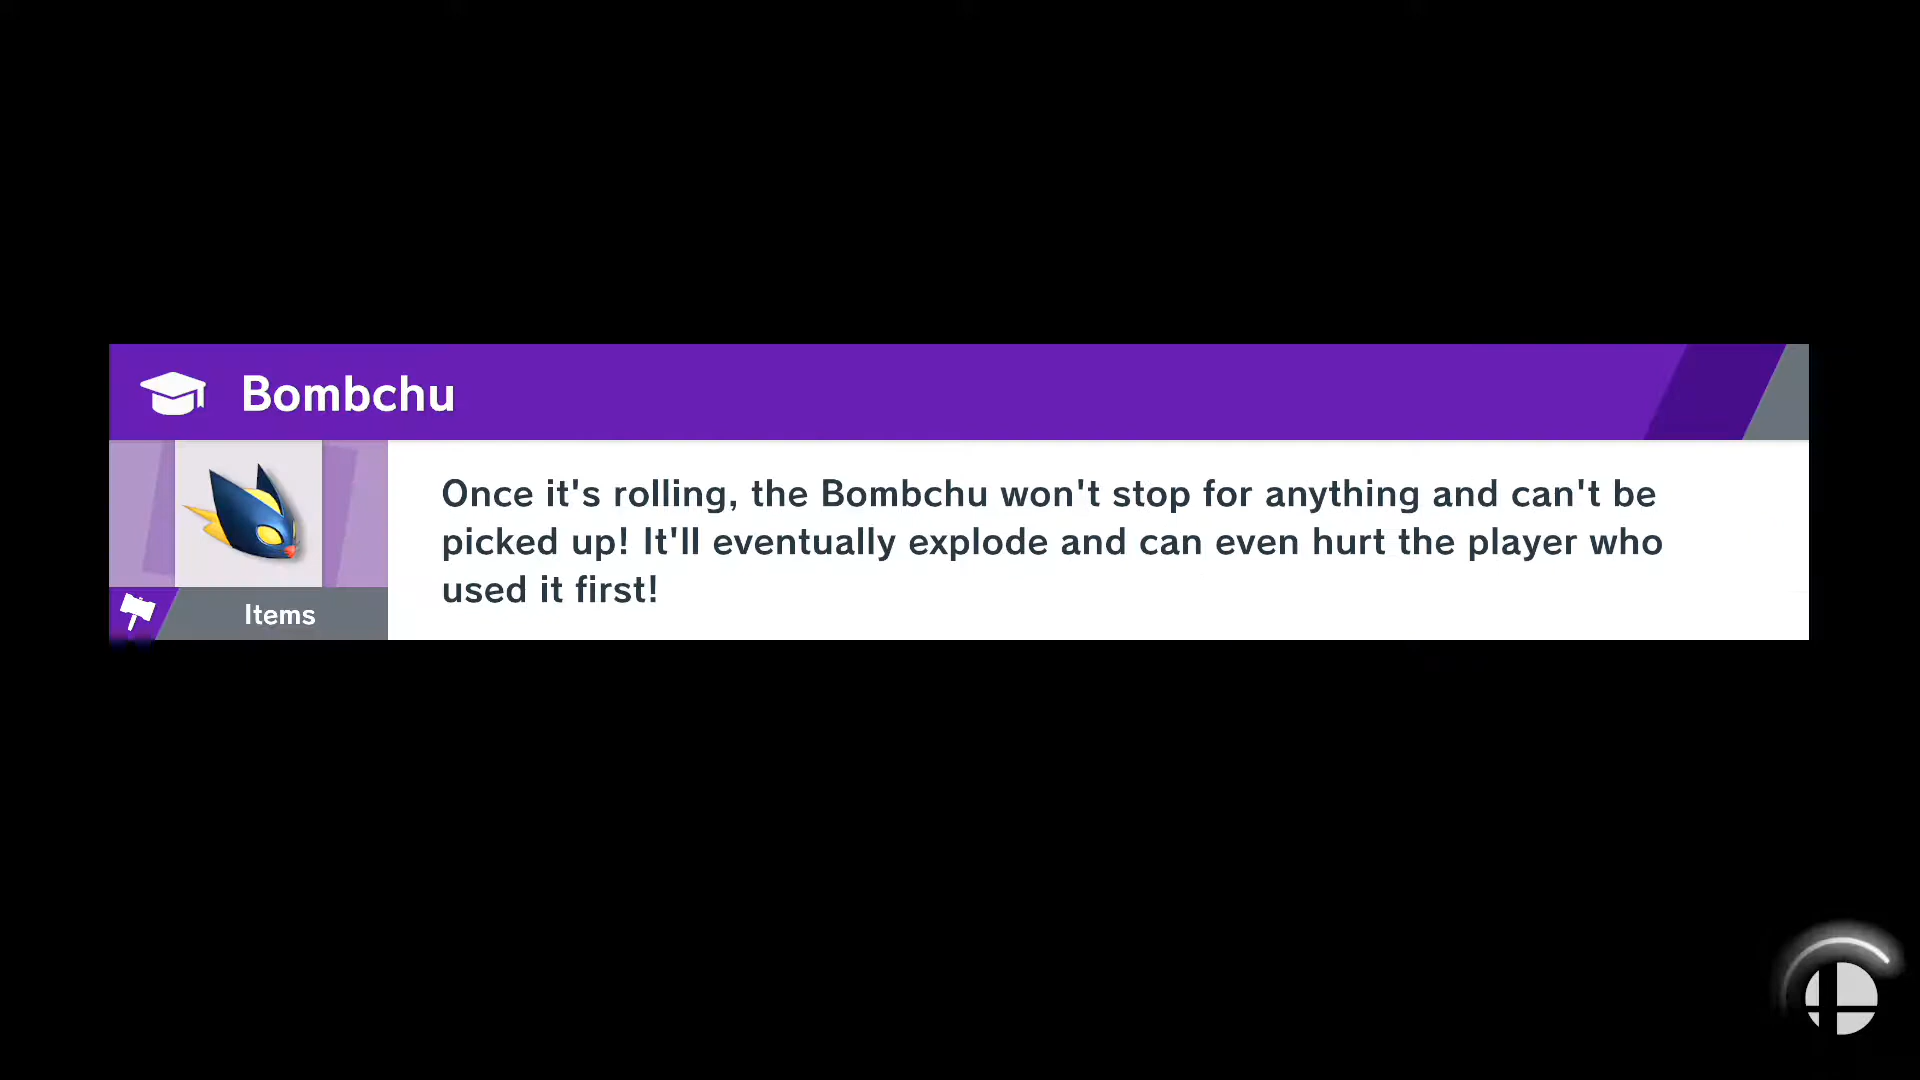 Bombchu
Once it's rolling, the Bombchu won't stop for anything and can't be
picked up! It'll eventually explode and can even hurt the player who
used it first!
Items